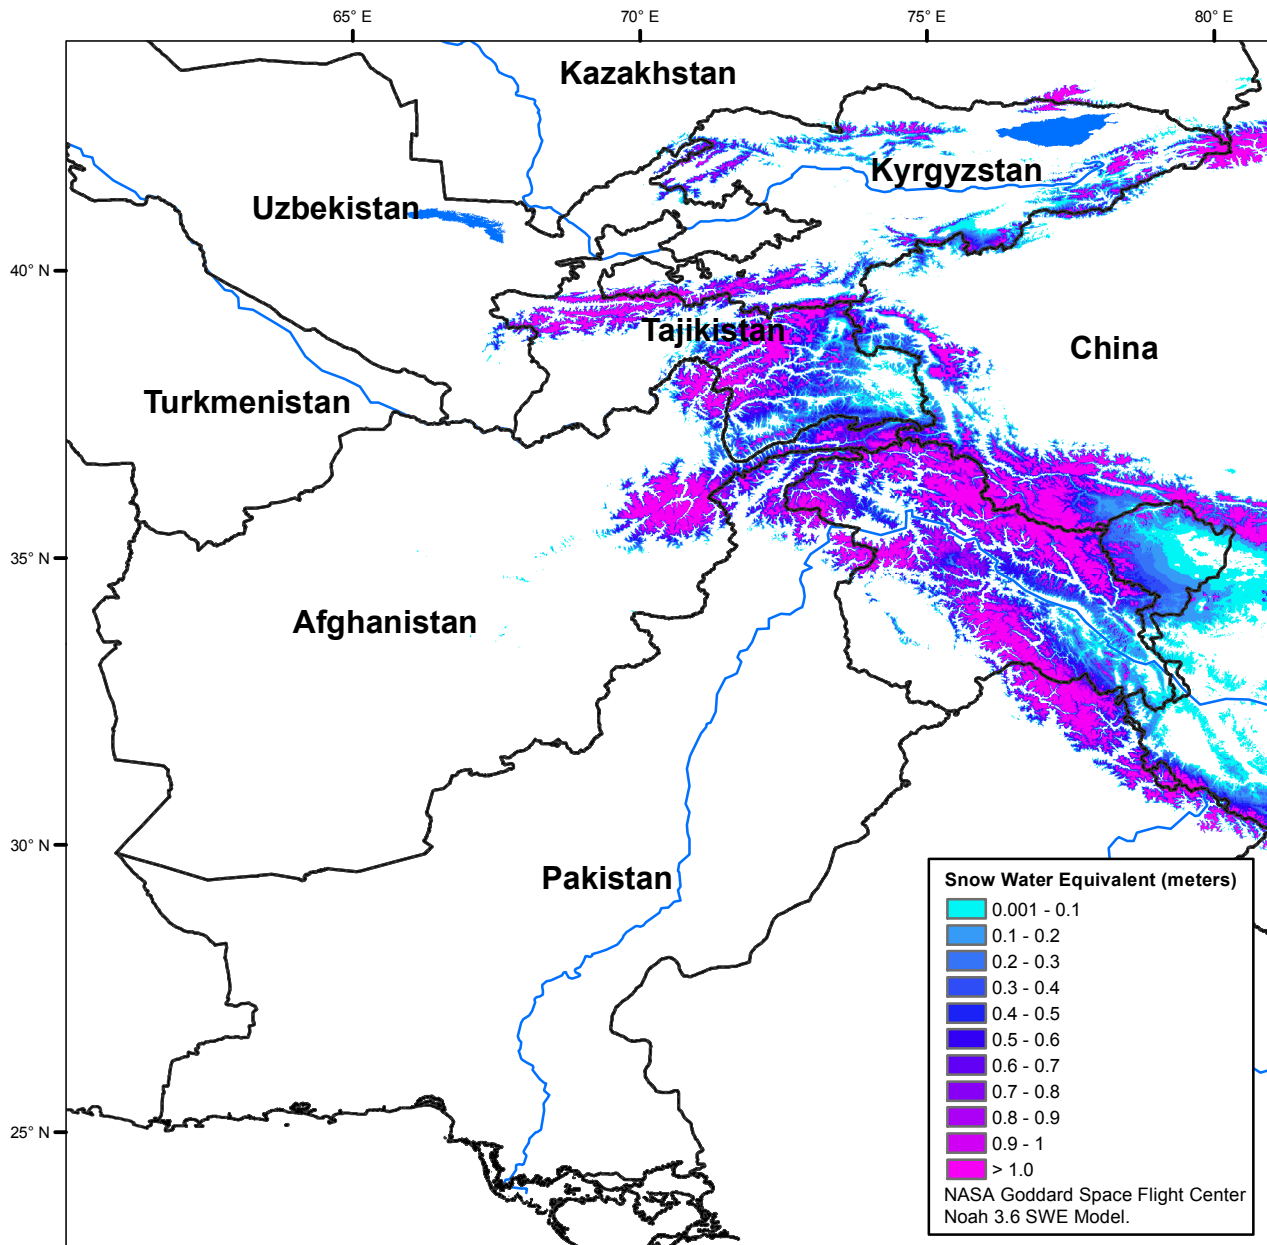 65° E 70° E 75° E 80° E
Kazakhstan
Kyrgyzstan
Uzbekistan
40° N
Tajikistan
China
Turkmenistan
35° N
Afghanistan
30° N
Pakistan
25° N
Snow Water Equivalent (meters)
0.001 - 0.1
0.1 - 0.2
0.2 - 0.3
0.3 - 0.4
0.4 - 0.5
0.5 - 0.6
0.6 - 0.7
0.7 - 0.8
0.8 - 0.9
0.9 - 1
> 1.0
NASA Goddard Space Flight Center
Noah 3.6 SWE Model.